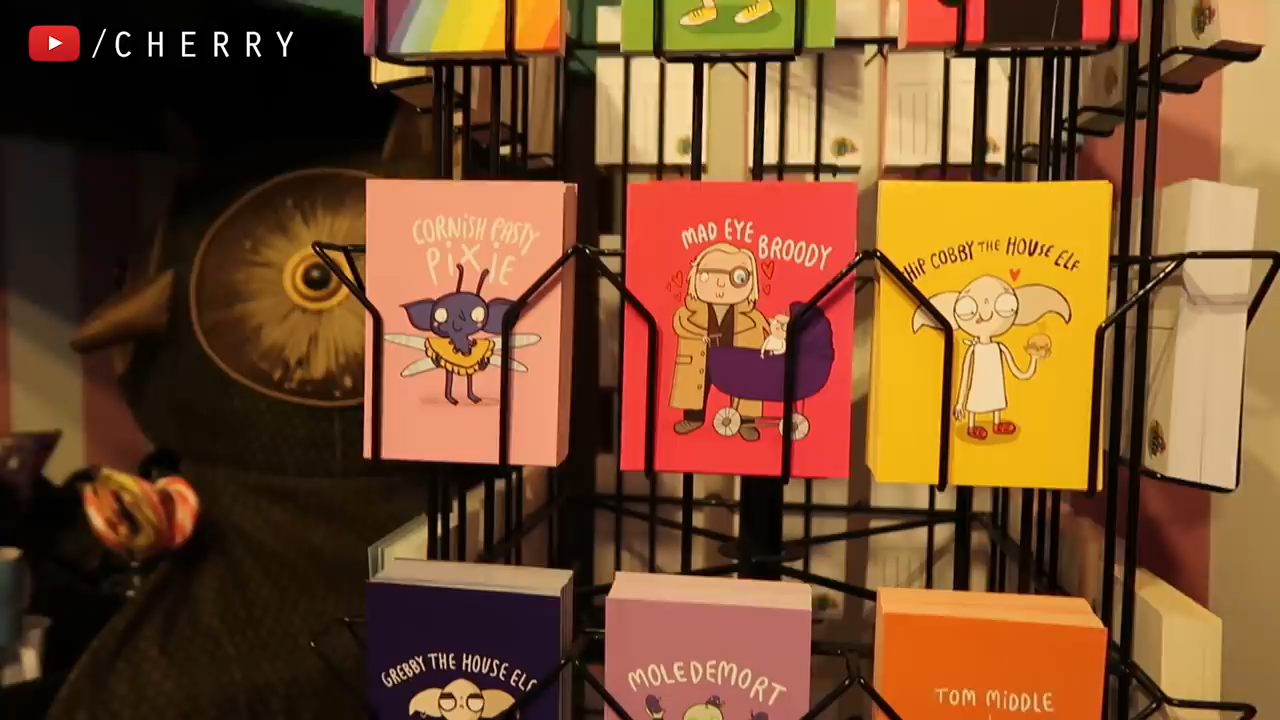 /CHERRY
CORNISH PASTY
PIXIE
MAD EYE
BROODY
HIP COBBY THE HOUSE ELF
GREBBY THE HOUSE ELF
MOLEDEMORT
TOM MIDDLE